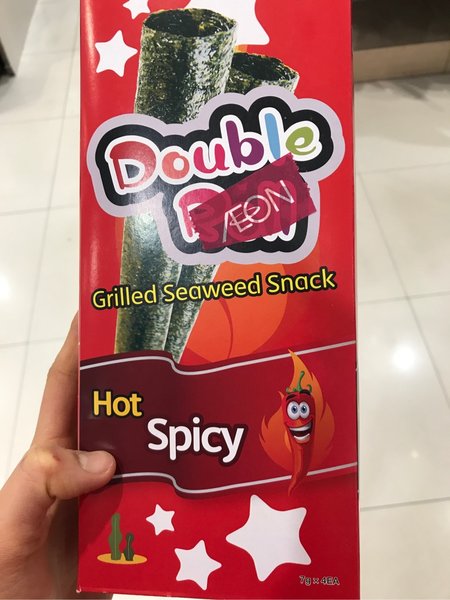 Double
ÆON
Grilled Seaweed Snack
Hot
Spicy
7g x 4EA